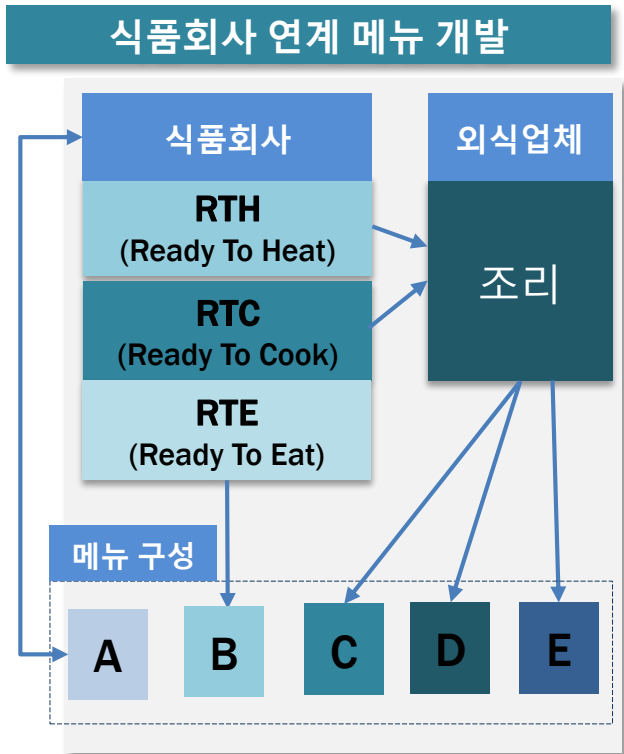 식품회사 연계 메뉴 개발
식품회사
외식업체
RTH
(Ready To Heat)
조리
RTC
(Ready To Cook)
RTE
(Ready To Eat)
메뉴 구성
A
B
C
D
E